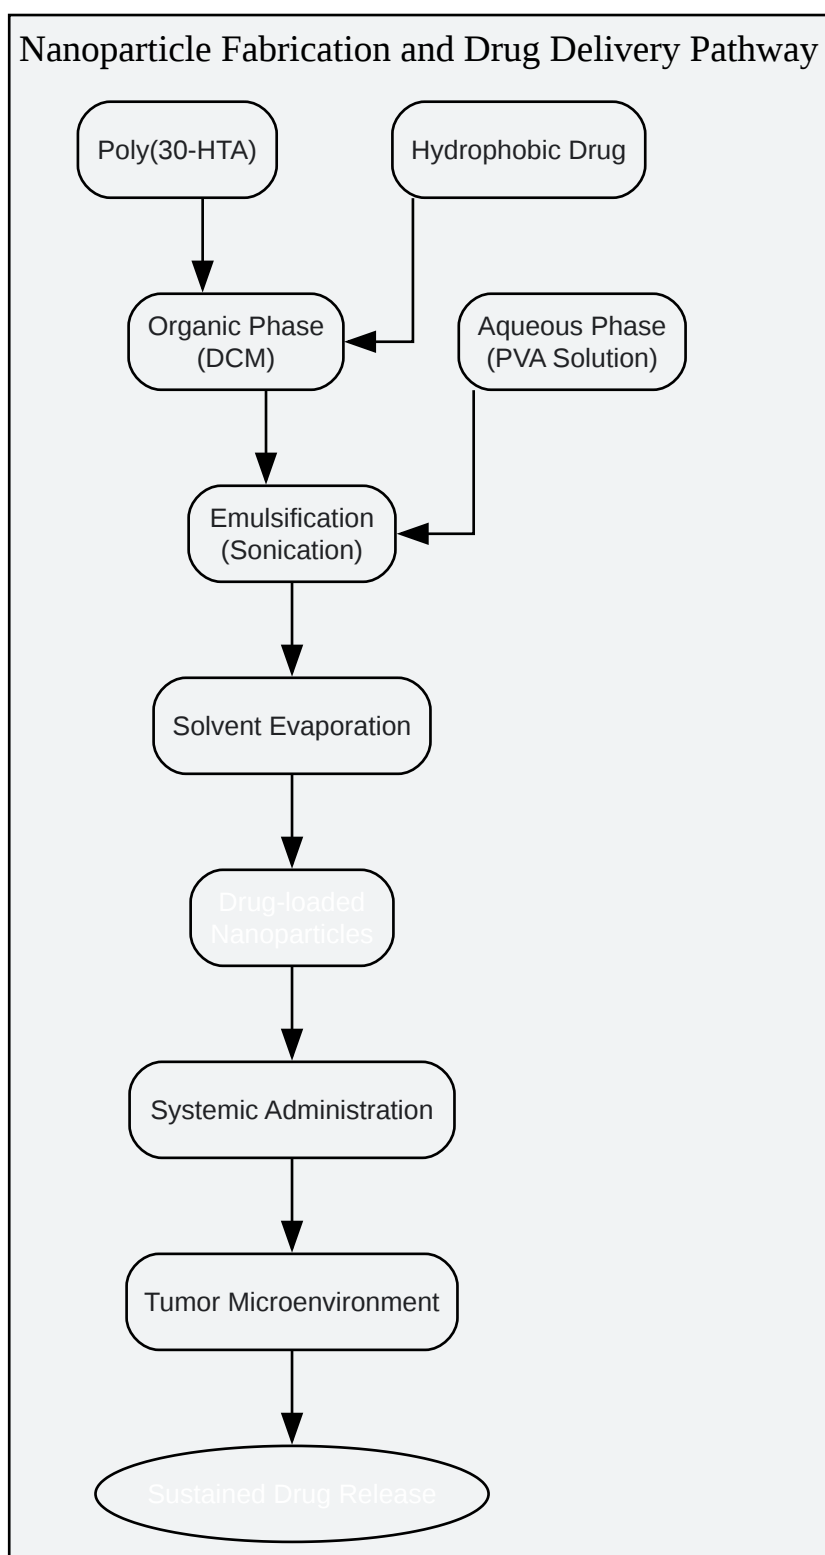 Nanoparticle Fabrication and Drug Delivery Pathway
Poly(30-HTA)
Hydrophobic Drug
Organic Phase
(DCM)
Aqueous Phase
(PVA Solution)
Emulsification
(Sonication)
Solvent Evaporation
Drug-loaded
Nanoparticles
Systemic Administration
Tumor Microenvironment
Sustained Drug Release